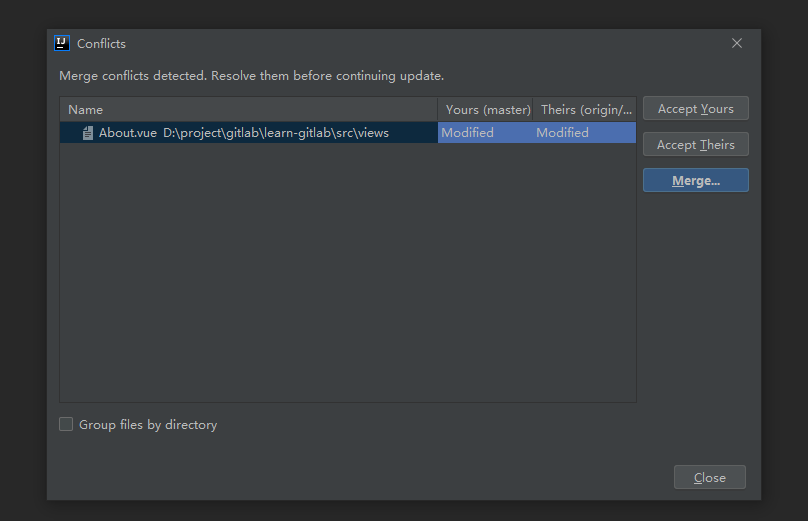 IJ Conflicts
Merge conflicts detected. Resolve them before continuing update.
Name Yours (master) Theirs (origin/... Accept Yours
About.vue D:\project\gitlab\learn-gitlab\src\views Modified Modified
Accept Theirs
Merge...
Group files by directory
Close